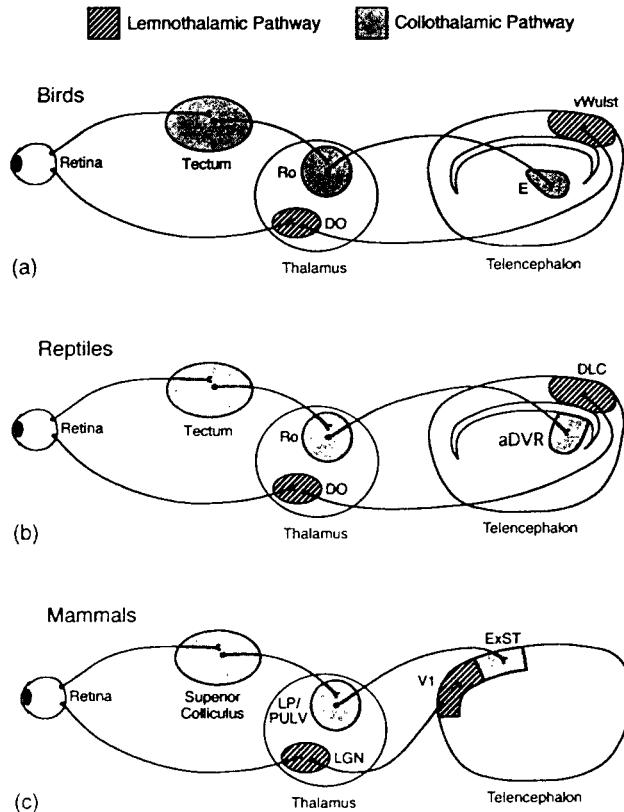 Lemnothalamic Pathway
Collothalamic Pathway
Birds
Retina
Tectum
Ro
DO
Thalamus
vWulst
E
Telencephalon
(a)
Reptiles
Retina
Tectum
Ro
DO
Thalamus
DLC
aDVR
Telencephalon
(b)
Mammals
Retina
Superior
Colliculus
LP/
PULV
LGN
Thalamus
V1
ExST
Telencephalon
(c)